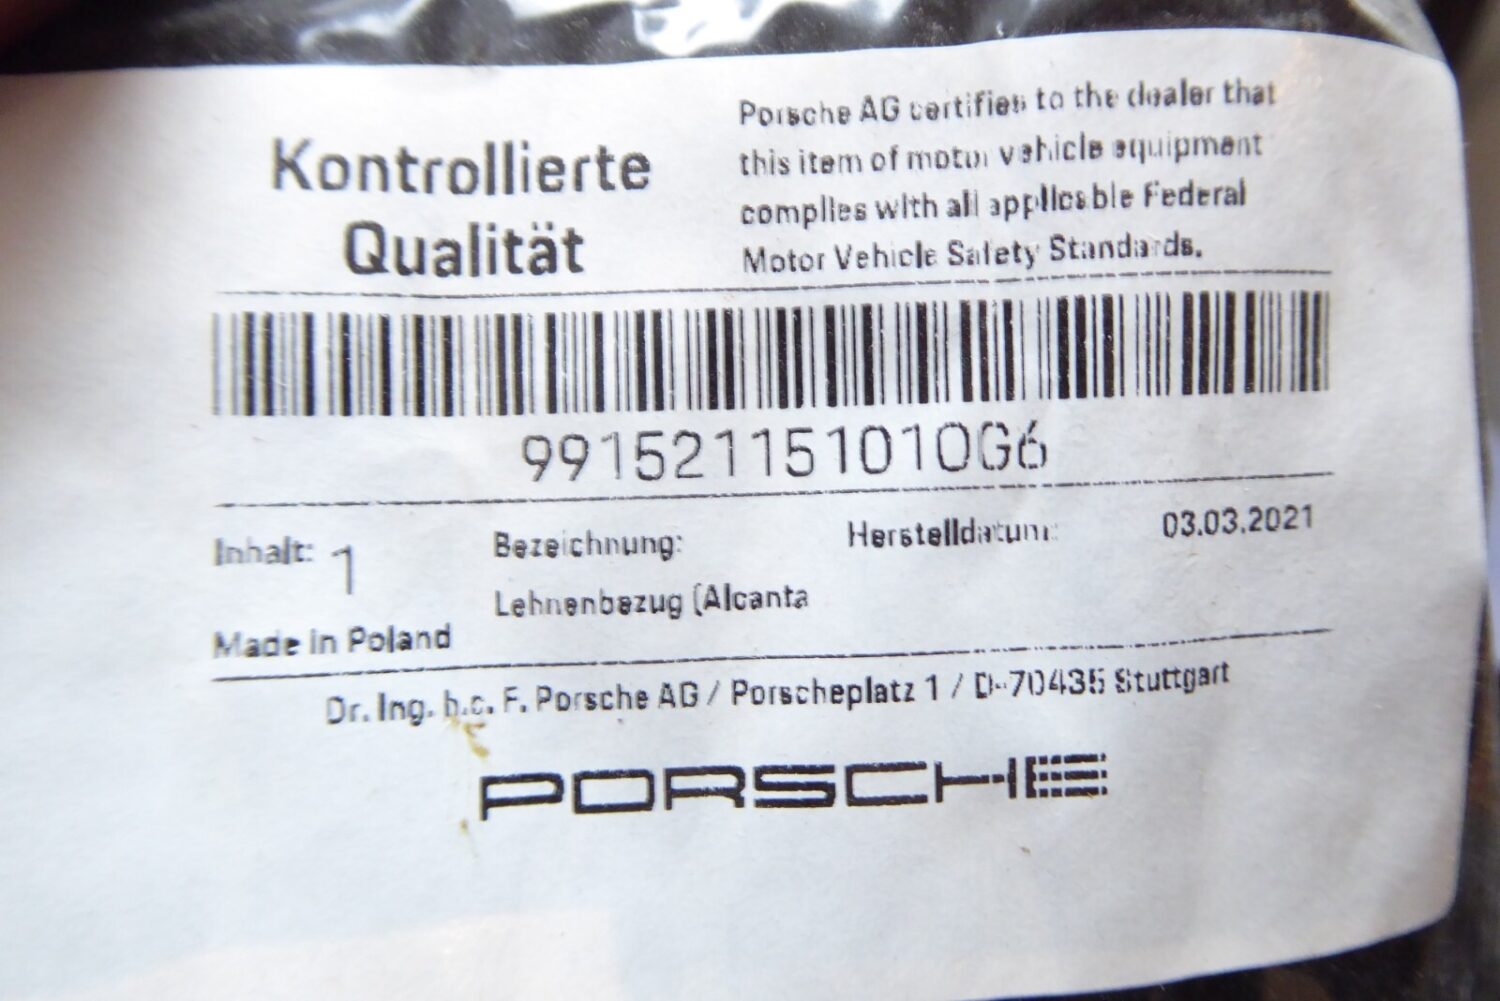 Kontrollierte
Qualität
Porsche AG certifies to the dealer that
this item of motor vehicle equipment
complies with all applicable Federal
Motor Vehicle Safety Standards.
991521151010G6
Inhalt: 1
Bezeichnung:
Lehnenbezug (Alcanta
Herstelldatum: 03.03.2021
Made in Poland
Dr. Ing. h.c. F. Porsche AG / Porscheplatz 1 / D-70435 Stuttgart
PORSCHE